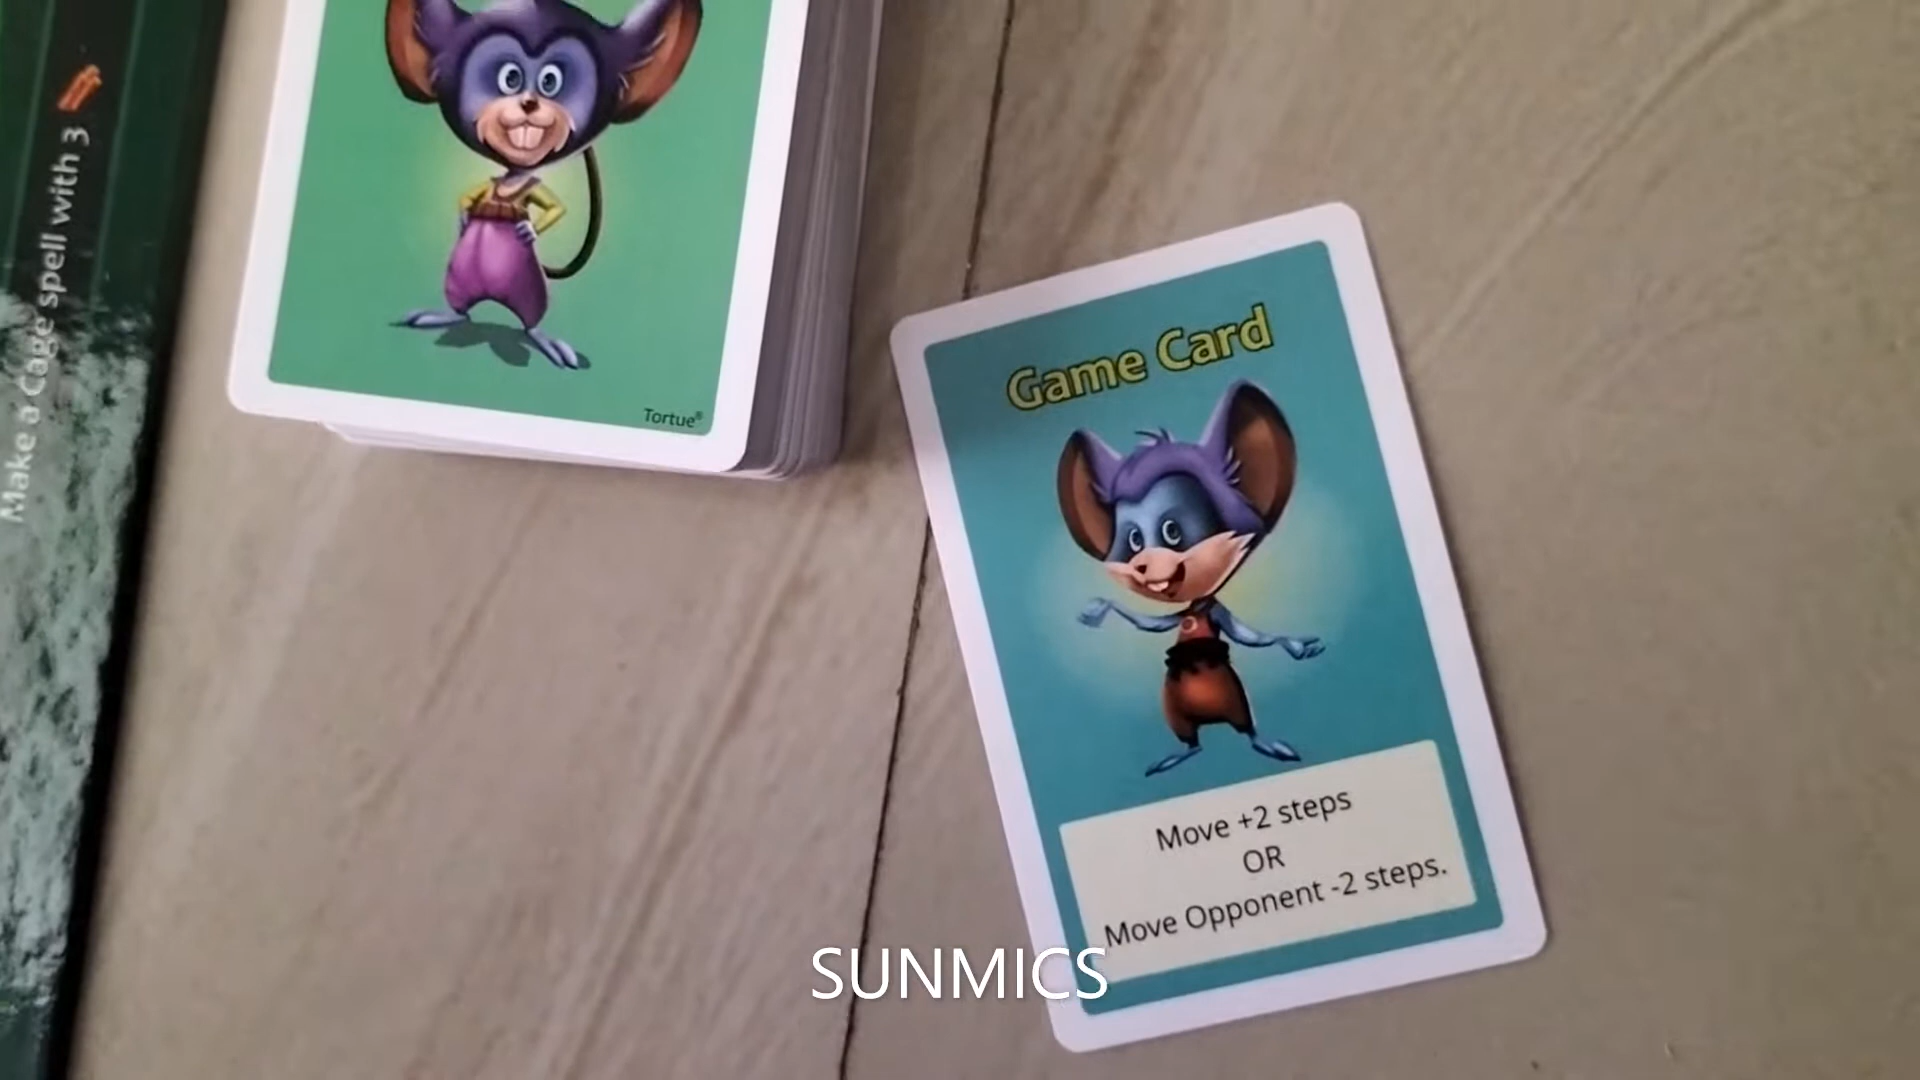 Make a Cage spell with 3
Tortue®
Game Card
Move +2 steps
OR
Move Opponent -2 steps.
SUNMICS